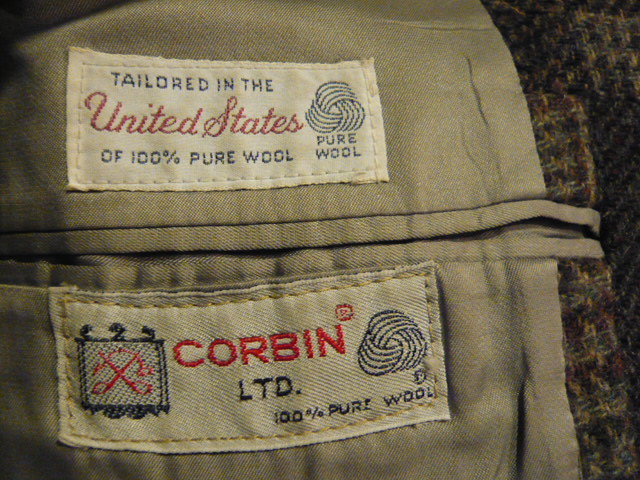 TAILORED IN THE
United States
OF 100% PURE WOOL
PURE
WOOL
CORBIN®
LTD.
®
100% PURE WOOL